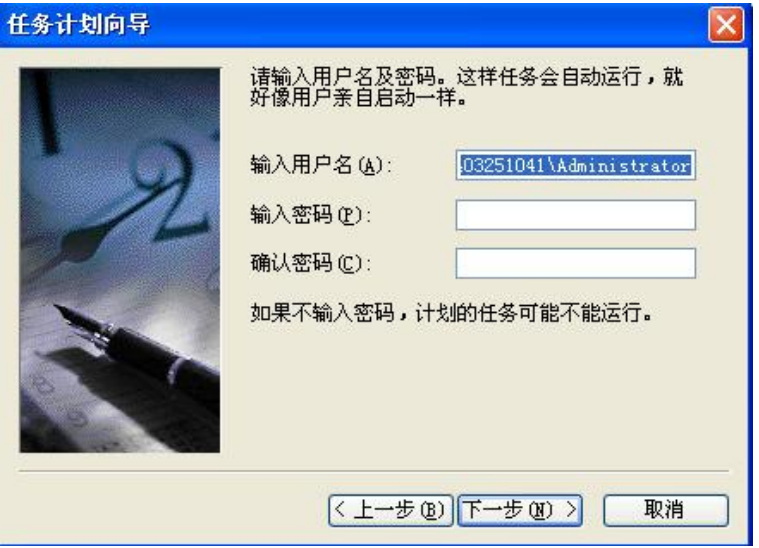 任务计划向导
请输入用户名及密码。这样任务会自动运行，就
好像用户亲自启动一样。
输入用户名(A): 03251041\Administrator
输入密码(P):
确认密码(C):
如果不输入密码，计划的任务可能不能运行。
< 上一步(B) 下一步(N) > 取消